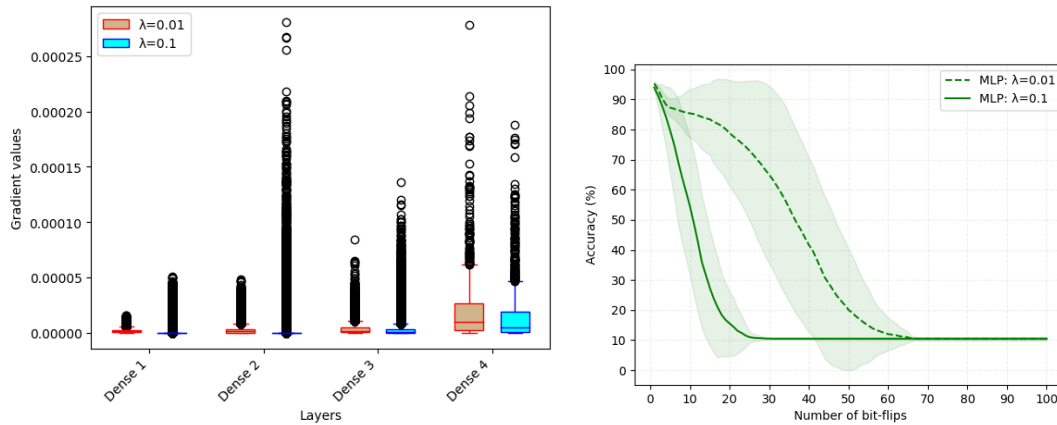 λ=0.01
λ=0.1
0.00025
0.00020
0.00015
0.00010
0.00005
0.00000
Gradient values
Dense 1
Dense 2
Dense 3
Dense 4
Layers
MLP: λ=0.01
MLP: λ=0.1
100
90
80
70
60
50
40
30
20
10
0
Accuracy (%)
0 10 20 30 40 50 60 70 80 90 100
Number of bit-flips